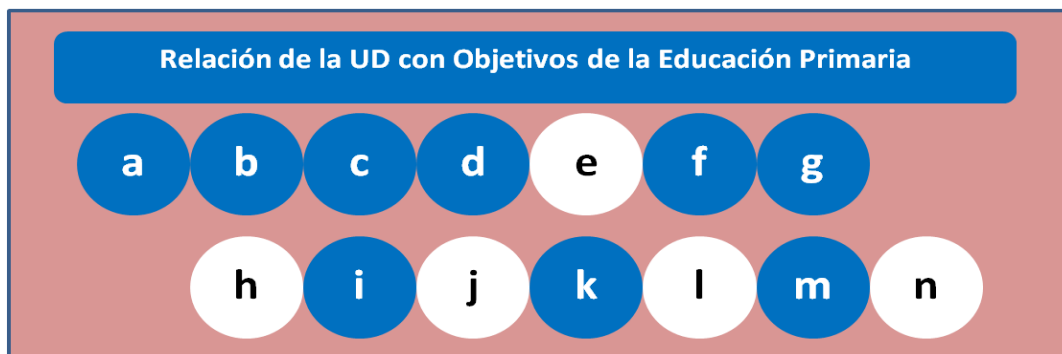 Relación de la UD con Objetivos de la Educación Primaria
a b c d e f g
h i j k l m n